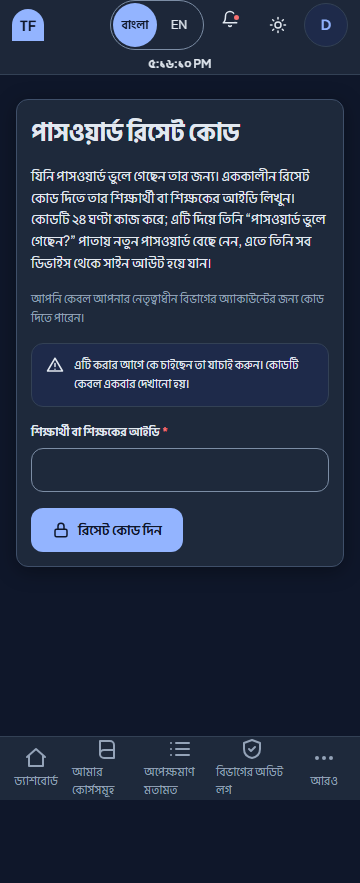 TF
বাংলা
EN
D
৫:১৬:১০ PM
পাসওয়ার্ড রিসেট কোড
যিনি পাসওয়ার্ড ভুলে গেছেন তার জন্য। এককালীন রিসেট
কোড দিতে তার শিক্ষার্থী বা শিক্ষকের আইডি লিখুন।
কোডটি ২৪ ঘণ্টা কাজ করে; এটি দিয়ে তিনি “পাসওয়ার্ড ভুলে
গেছেন?” পাতায় নতুন পাসওয়ার্ড বেছে নেন, এতে তিনি সব
ডিভাইস থেকে সাইন আউট হয়ে যান।
আপনি কেবল আপনার নেতৃত্বাধীন বিভাগের অ্যাকাউন্টের জন্য কোড
দিতে পারেন।
এটি করার আগে কে চাইছেন তা যাচাই করুন। কোডটি
কেবল একবার দেখানো হয়।
শিক্ষার্থী বা শিক্ষকের আইডি *
রিসেট কোড দিন
ড্যাশবোর্ড
আমার
কোর্সসমূহ
অপেক্ষমাণ
মতামত
বিভাগের অডিট
লগ
আরও